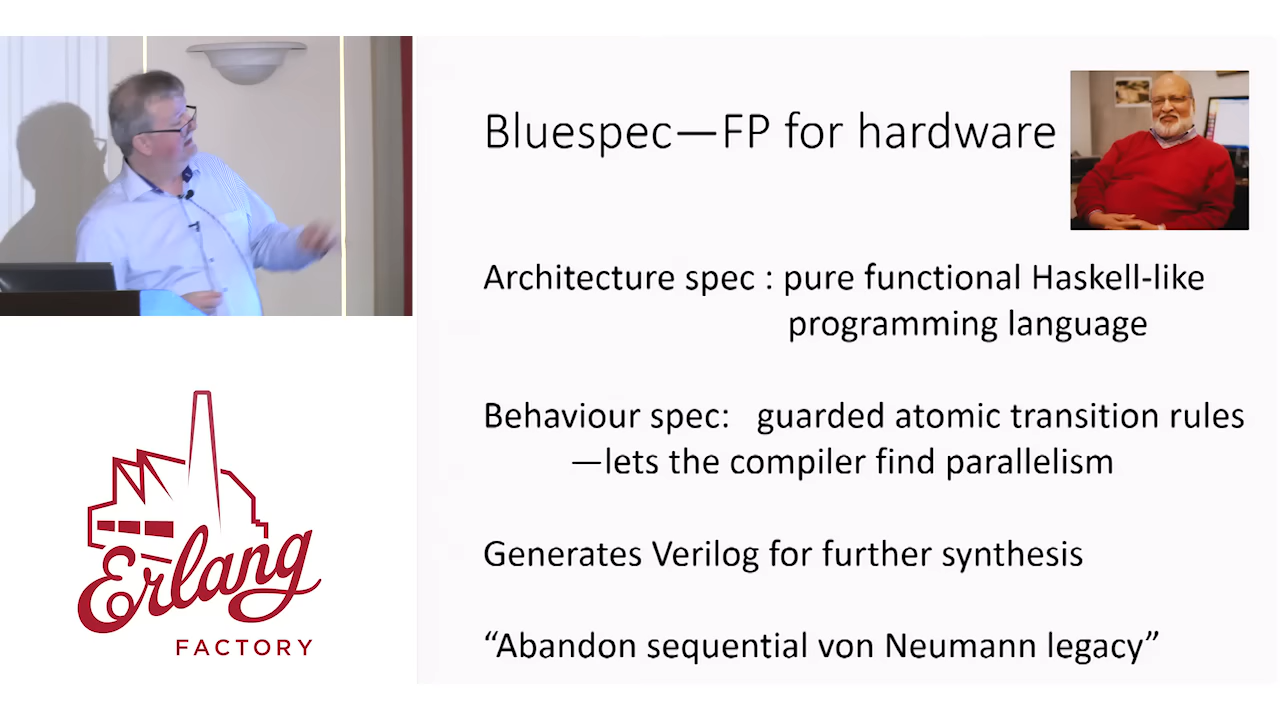 Bluespec—FP for hardware
Architecture spec : pure functional Haskell-like
programming language
Behaviour spec:   guarded atomic transition rules
—lets the compiler find parallelism
Generates Verilog for further synthesis
“Abandon sequential von Neumann legacy”
Erlang
FACTORY